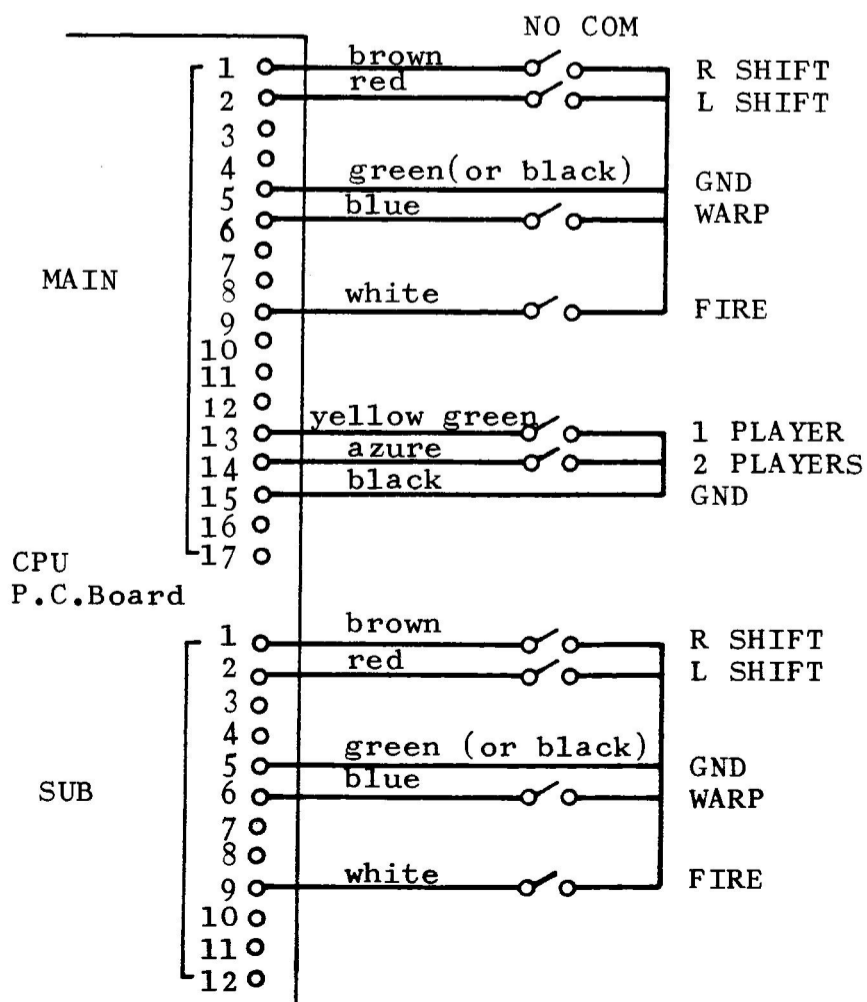 NO COM
1 brown R SHIFT
2 red L SHIFT
3
4
5 green(or black) GND
6 blue WARP
7
MAIN
8
9 white FIRE
10
11
12
13 yellow green 1 PLAYER
14 azure 2 PLAYERS
15 black GND
16
17
CPU
P.C.Board
1 brown R SHIFT
2 red L SHIFT
3
4
5 green (or black) GND
SUB 6 blue WARP
7
8
9 white FIRE
10
11
12